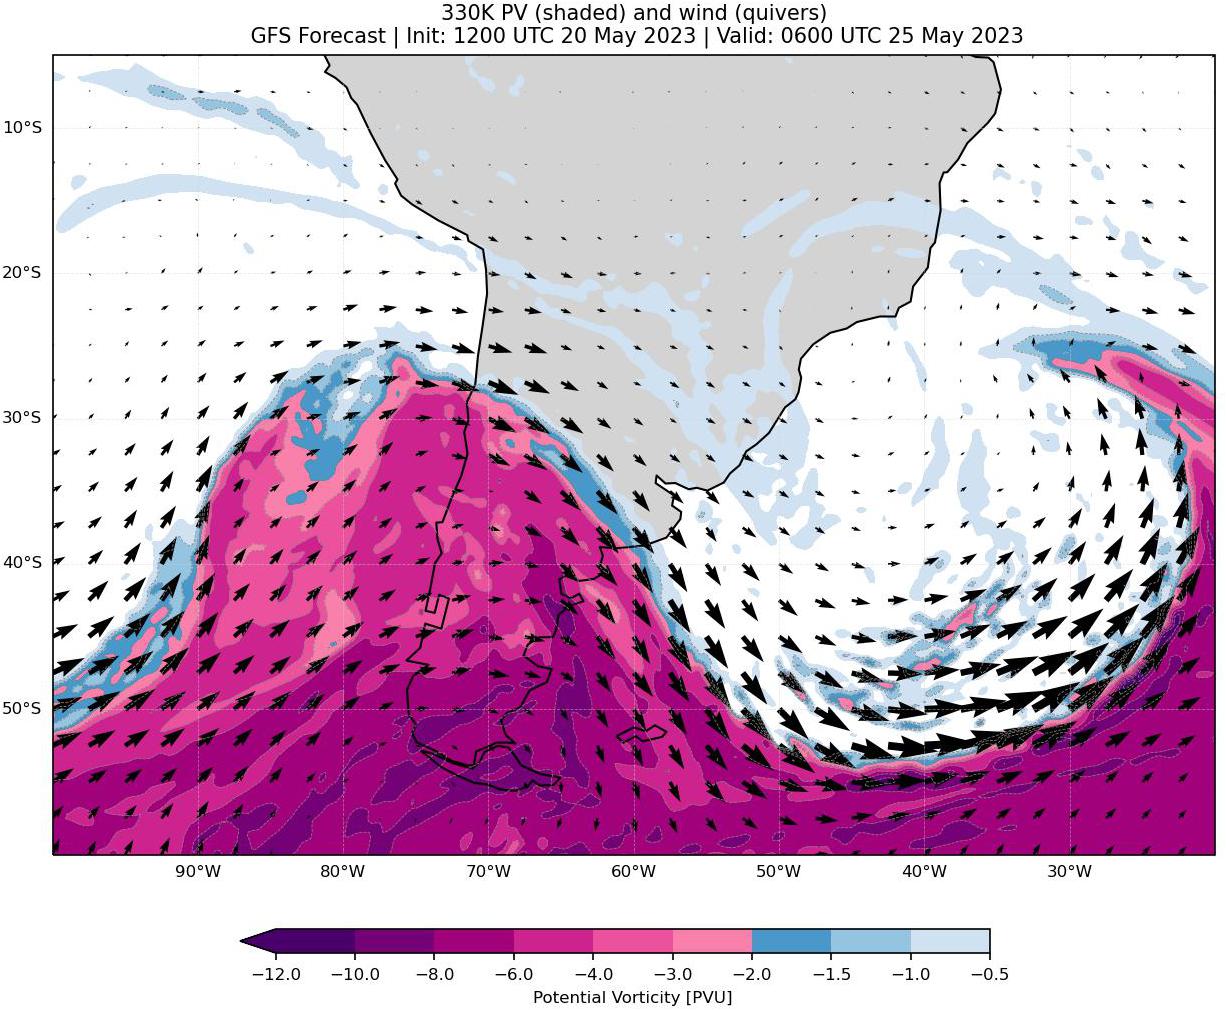 330K PV (shaded) and wind (quivers)
GFS Forecast | Init: 1200 UTC 20 May 2023 | Valid: 0600 UTC 25 May 2023
10°S
20°S
30°S
40°S
50°S
90°W 80°W 70°W 60°W 50°W 40°W 30°W
−12.0 −10.0 −8.0 −6.0 −4.0 −3.0 −2.0 −1.5 −1.0 −0.5
Potential Vorticity [PVU]